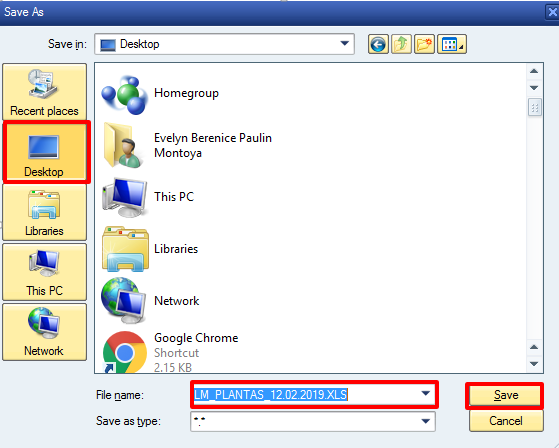 Save As
Save in:
Desktop
Recent places
Desktop
Libraries
This PC
Network
Homegroup
Evelyn Berenice Paulin
Montoya
This PC
Libraries
Network
Google Chrome
Shortcut
2.15 KB
File name:
LM_PLANTAS_12.02.2019.XLS
Save
Save as type:
*.*
Cancel